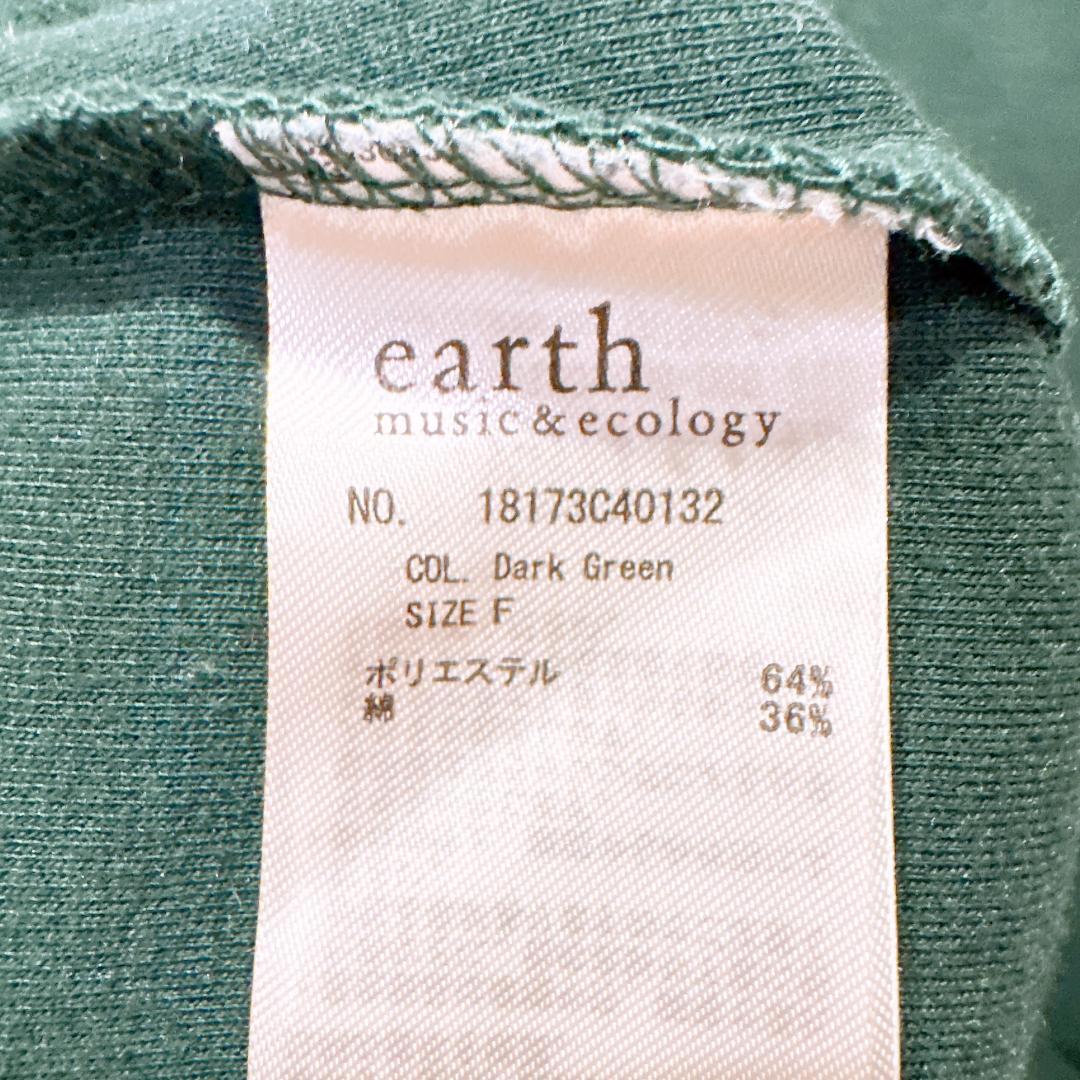 earth
music & ecology
NO. 18173C40132
COL. Dark Green
SIZE F
ポリエステル 64%
綿 36%